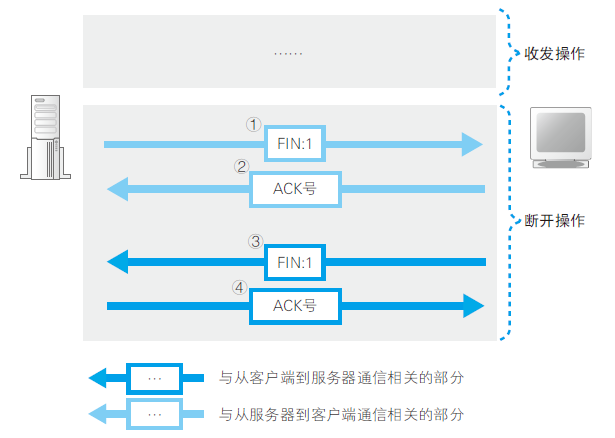 ……
收发操作
①
FIN:1
②
ACK号
断开操作
③
FIN:1
④
ACK号
… 与从客户端到服务器通信相关的部分
… 与从服务器到客户端通信相关的部分